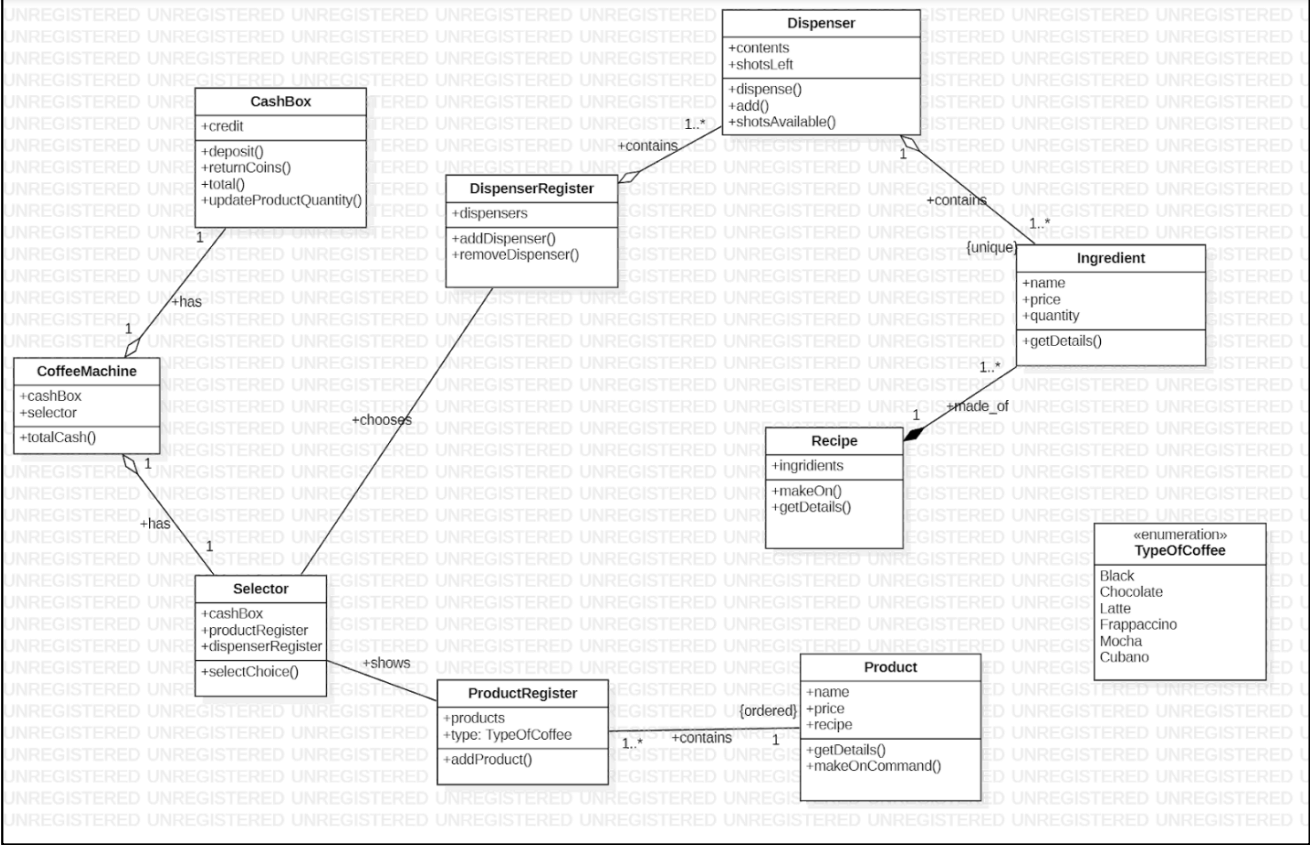 Dispenser
+contents
+shotsLeft
+dispense()
+add()
+shotsAvailable()
CashBox
+credit
+deposit()
+returnCoins()
+total()
+updateProductQuantity()
1..*
+contains
DispenserRegister
+dispensers
+addDispenser()
+removeDispenser()
1
+contains
1..*
{unique}
Ingredient
+name
+price
+quantity
+getDetails()
1
+has
1
CoffeeMachine
+cashBox
+selector
+totalCash()
1
+has
1
+chooses
1..*
+made_of
1
Recipe
+ingridients
+makeOn()
+getDetails()
«enumeration»
TypeOfCoffee
Black
Chocolate
Latte
Frappaccino
Mocha
Cubano
Selector
+cashBox
+productRegister
+dispenserRegister
+selectChoice()
+shows
ProductRegister
+products
+type: TypeOfCoffee
+addProduct()
1..*
+contains
{ordered}
1
Product
+name
+price
+recipe
+getDetails()
+makeOnCommand()
UNREGISTERED